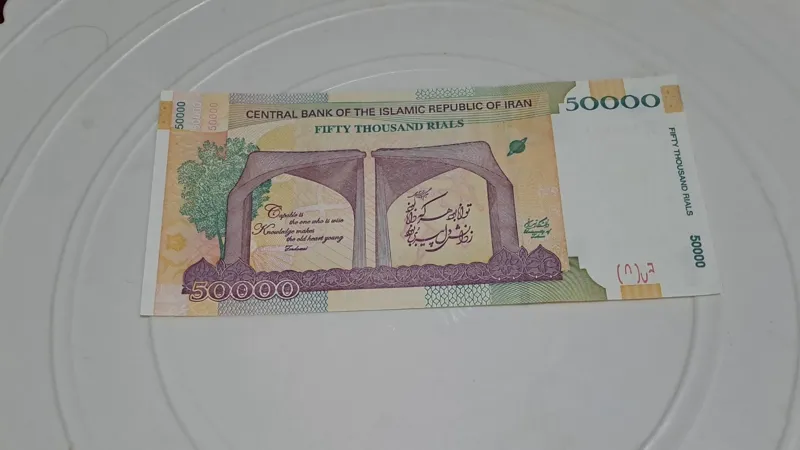 CENTRAL BANK OF THE ISLAMIC REPUBLIC OF IRAN
50000
FIFTY THOUSAND RIALS
50000
50000
Capable is
the one who is wise
Knowledge makes
the old heart young
Ferdowsi
توانا بود هر که دانا بود
ز دانش دل پیر برنا بود
50000
FIFTY THOUSAND RIALS
50000